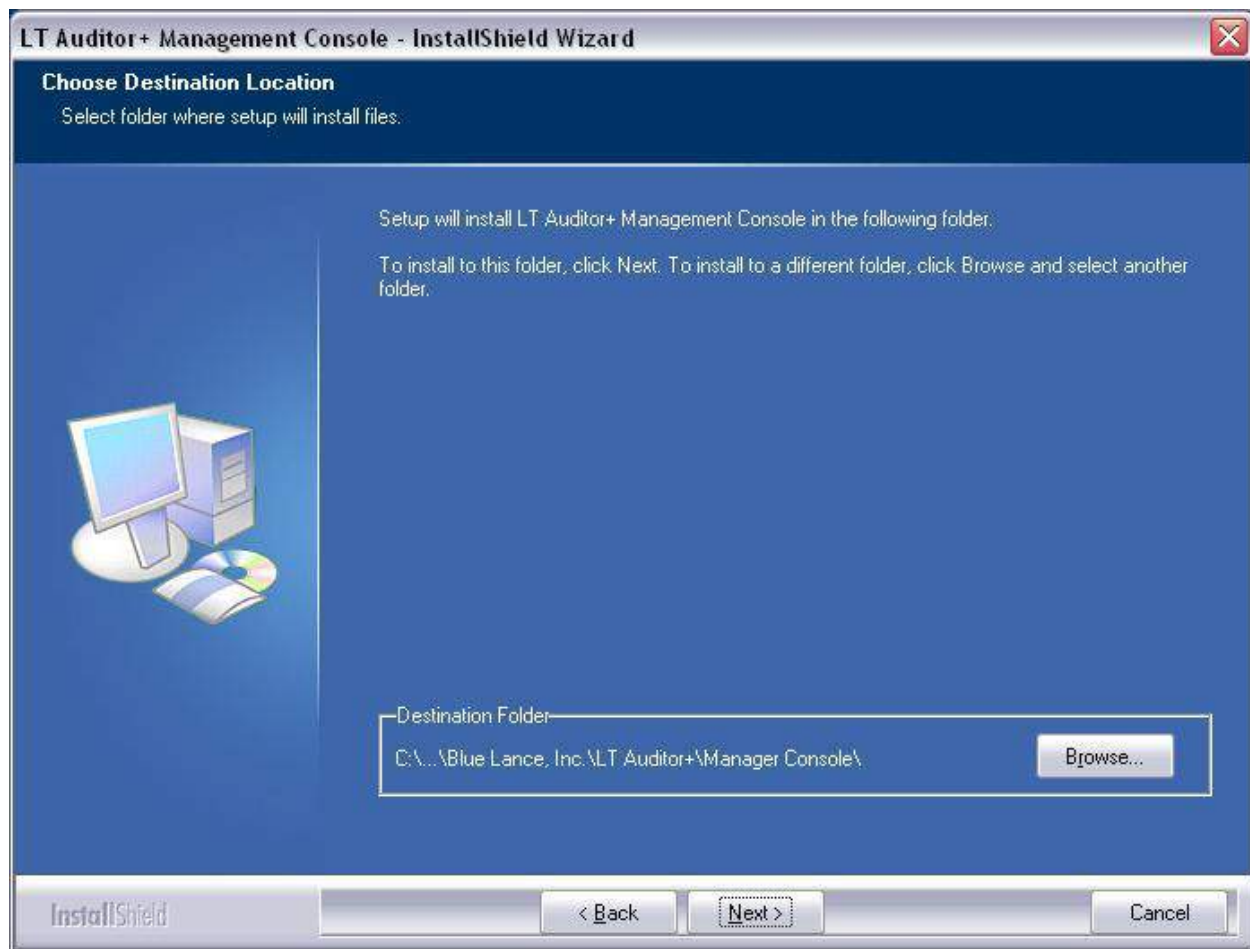 LT Auditor+ Management Console - InstallShield Wizard
Choose Destination Location
Select folder where setup will install files.
Setup will install LT Auditor+ Management Console in the following folder.
To install to this folder, click Next. To install to a different folder, click Browse and select another
folder.
Destination Folder
C:\...\Blue Lance, Inc.\LT Auditor+\Manager Console\
Browse...
InstallShield
< Back
Next >
Cancel